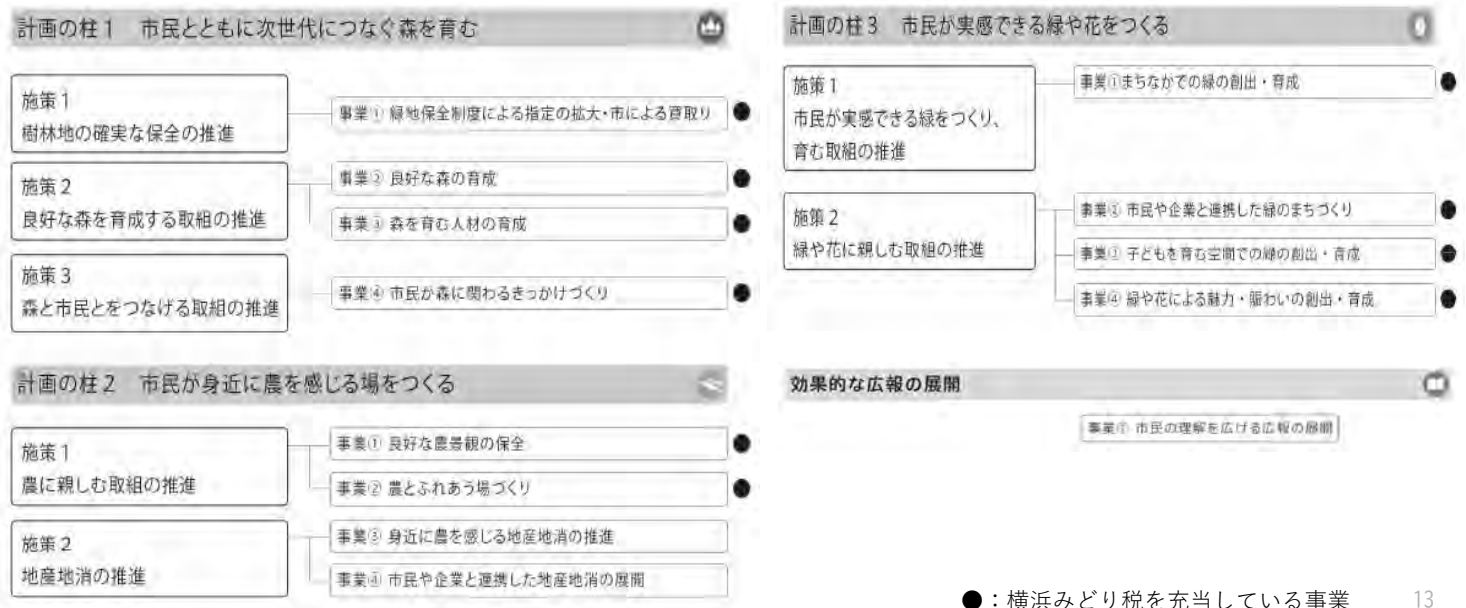 計画の柱1 市民とともに次世代につなぐ森を育む
施策1
樹林地の確実な保全の推進
事業① 緑地保全制度による指定の拡大・市による買取り ●
施策2
良好な森を育成する取組の推進
事業② 良好な森の育成 ●
事業③ 森を育む人材の育成 ●
施策3
森と市民とをつなげる取組の推進
事業④ 市民が森に関わるきっかけづくり ●
計画の柱2 市民が身近に農を感じる場をつくる
施策1
農に親しむ取組の推進
事業① 良好な農景観の保全 ●
事業② 農とふれあう場づくり ●
施策2
地産地消の推進
事業③ 身近に農を感じる地産地消の推進
事業④ 市民や企業と連携した地産地消の展開
計画の柱3 市民が実感できる緑や花をつくる
施策1
市民が実感できる緑をつくり、
育む取組の推進
事業①まちなかでの緑の創出・育成 ●
施策2
緑や花に親しむ取組の推進
事業② 市民や企業と連携した緑のまちづくり ●
事業③ 子どもを育む空間での緑の創出・育成 ●
事業④ 緑や花による魅力・賑わいの創出・育成 ●
効果的な広報の展開
事業① 市民の理解を広げる広報の展開
●：横浜みどり税を充当している事業
13